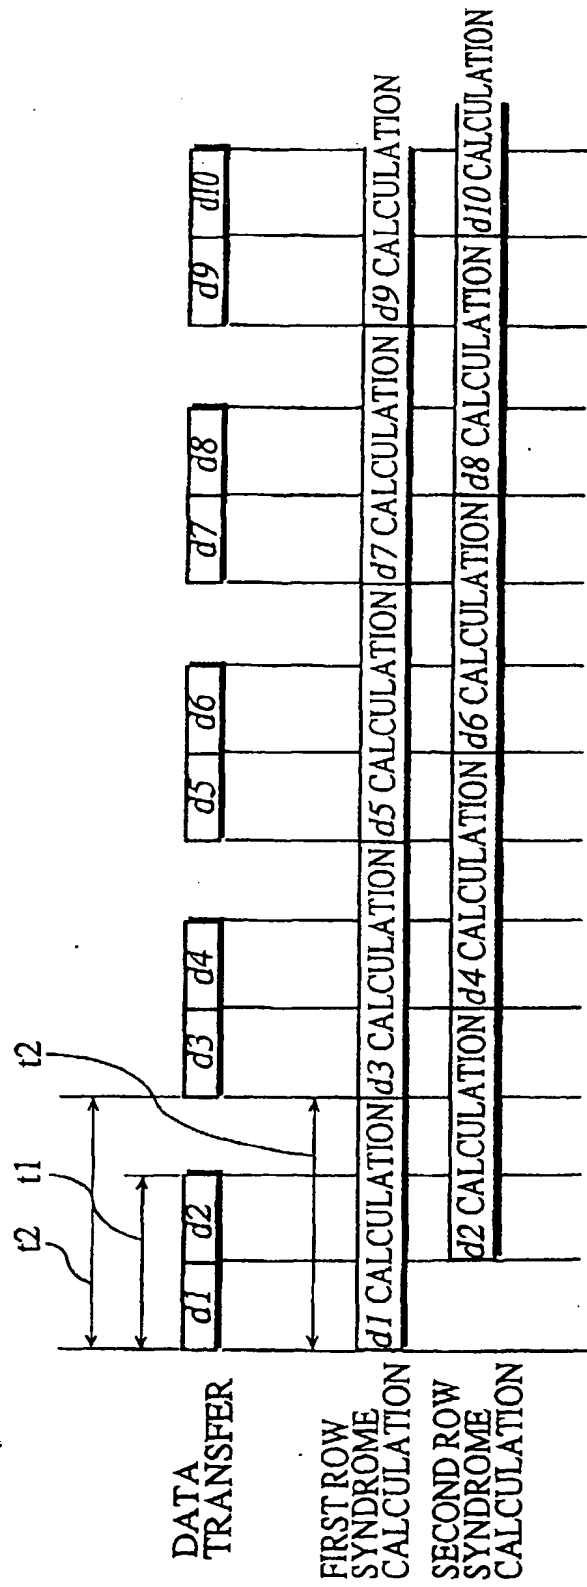 t2
t1
t2
DATA
TRANSFER
d1 d2 d3 d4 d5 d6 d7 d8 d9 d10
FIRST ROW
SYNDROME
CALCULATION
d1 CALCULATION d3 CALCULATION d5 CALCULATION d7 CALCULATION d9 CALCULATION
SECOND ROW
SYNDROME
CALCULATION
d2 CALCULATION d4 CALCULATION d6 CALCULATION d8 CALCULATION d10 CALCULATION